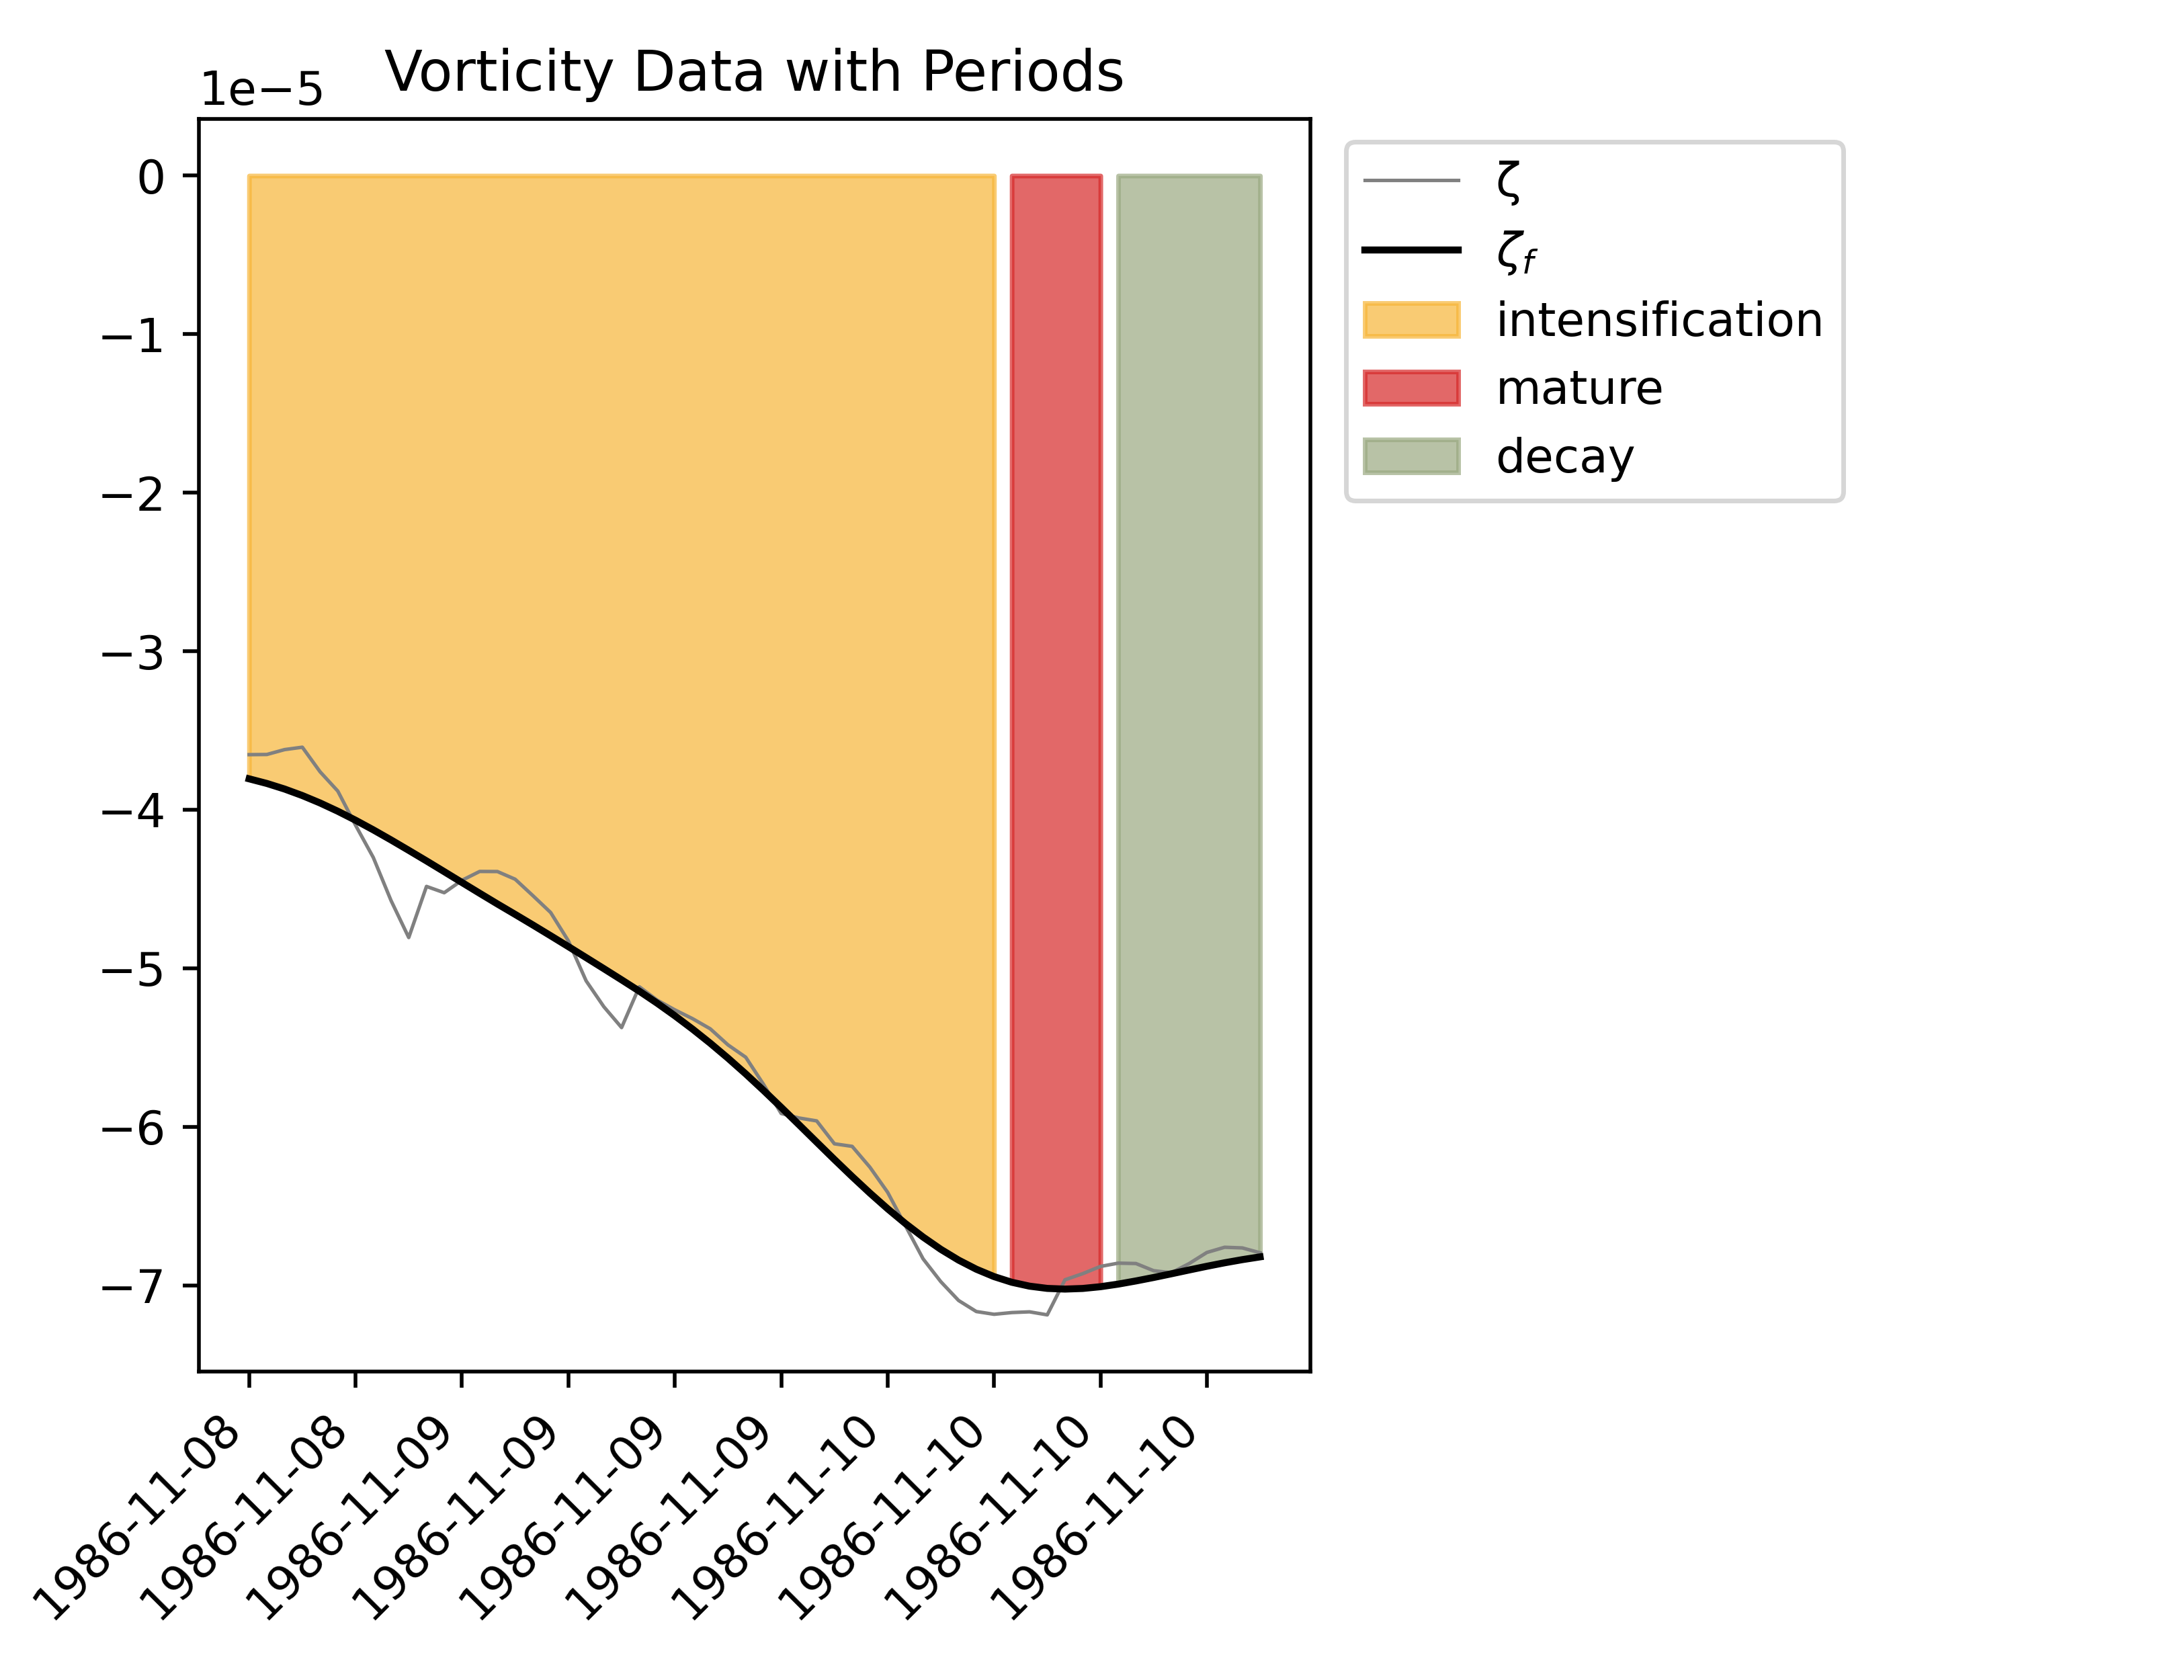 Vorticity Data with Periods
1e−5
0
−1
−2
−3
−4
−5
−6
−7
1986-11-08
1986-11-08
1986-11-09
1986-11-09
1986-11-09
1986-11-09
1986-11-10
1986-11-10
1986-11-10
1986-11-10
ζ
ζf
intensification
mature
decay